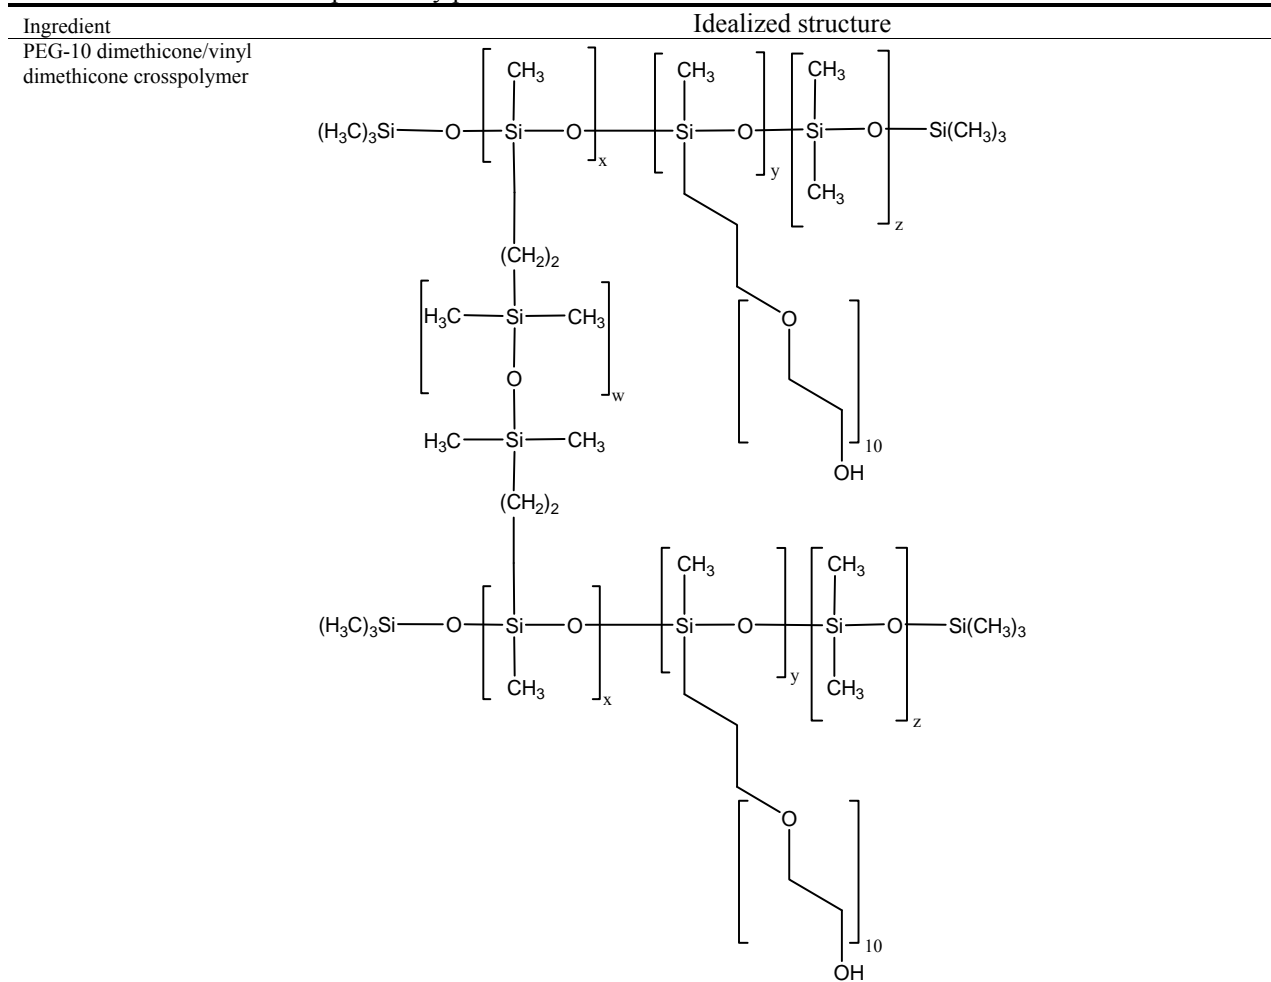 Ingredient Idealized structure
PEG-10 dimethicone/vinyl
dimethicone crosspolymer
CH3 CH3 CH3
(H3C)3Si O Si O Si O Si O Si(CH3)3
x y
CH3
z
(CH2)2
H3C Si CH3 O
O
w
H3C Si CH3 10
OH
(CH2)2
CH3 CH3
(H3C)3Si O Si O Si O Si O Si(CH3)3
y
CH3 x CH3
z
O
10
OH